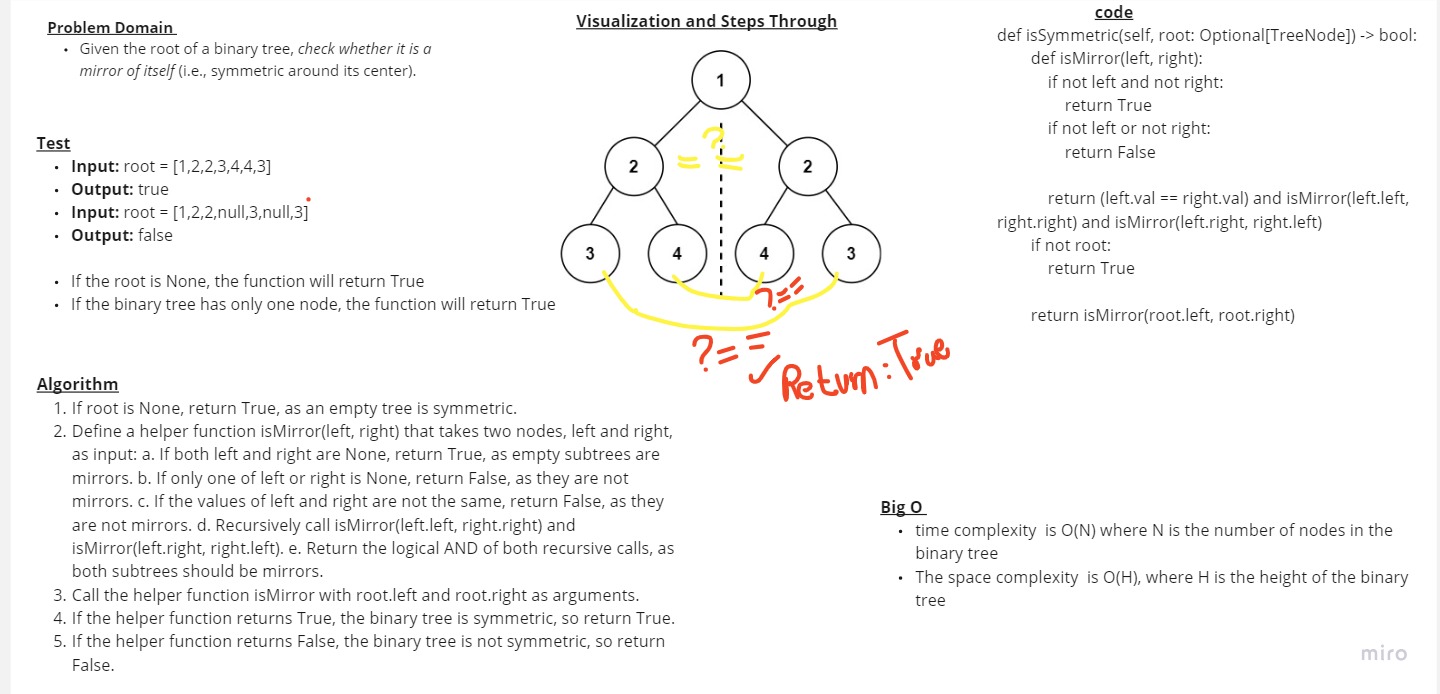 Problem Domain
• Given the root of a binary tree, check whether it is a
mirror of itself (i.e., symmetric around its center).
Test
• Input: root = [1,2,2,3,4,4,3]
• Output: true
• Input: root = [1,2,2,null,3,null,3]
• Output: false
• If the root is None, the function will return True
• If the binary tree has only one node, the function will return True
Algorithm
1. If root is None, return True, as an empty tree is symmetric.
2. Define a helper function isMirror(left, right) that takes two nodes, left and right,
as input: a. If both left and right are None, return True, as empty subtrees are
mirrors. b. If only one of left or right is None, return False, as they are not
mirrors. c. If the values of left and right are not the same, return False, as they
are not mirrors. d. Recursively call isMirror(left.left, right.right) and
isMirror(left.right, right.left). e. Return the logical AND of both recursive calls, as
both subtrees should be mirrors.
3. Call the helper function isMirror with root.left and root.right as arguments.
4. If the helper function returns True, the binary tree is symmetric, so return True.
5. If the helper function returns False, the binary tree is not symmetric, so return
False.
Visualization and Steps Through
1
= ? =
2 2
3 4 4 3
?==
?==
✓ Return: True
code
def isSymmetric(self, root: Optional[TreeNode]) -> bool:
def isMirror(left, right):
if not left and not right:
return True
if not left or not right:
return False
return (left.val == right.val) and isMirror(left.left,
right.right) and isMirror(left.right, right.left)
if not root:
return True
return isMirror(root.left, root.right)
Big O
• time complexity is O(N) where N is the number of nodes in the
binary tree
• The space complexity is O(H), where H is the height of the binary
tree
miro